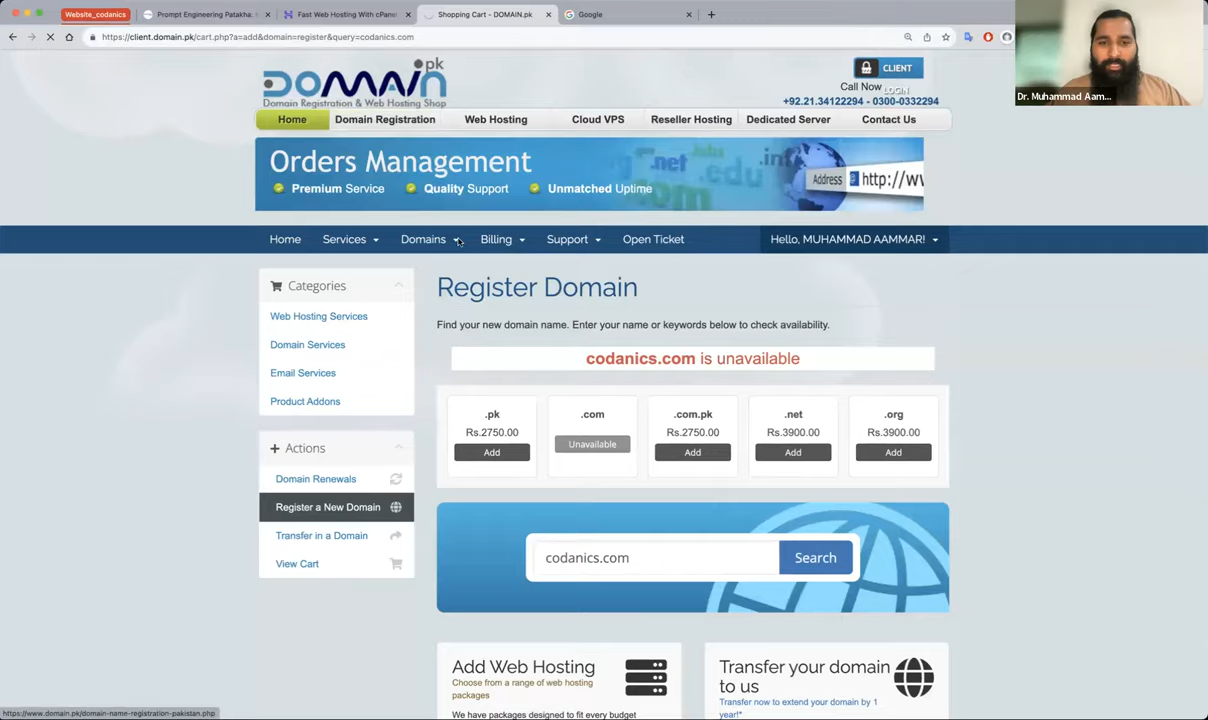 Website_codanics
Prompt Engineering Patakha:
Fast Web Hosting With cPanel
Shopping Cart - DOMAIN.pk
Google
https://client.domain.pk/cart.php?a=add&domain=register&query=codanics.com
DOMAIN.pk
Domain Registration & Web Hosting Shop
CLIENT
LOGIN
Call Now
+92.21.34122294 - 0300-0332294
Dr. Muhammad Aam...
Home
Domain Registration
Web Hosting
Cloud VPS
Reseller Hosting
Dedicated Server
Contact Us
Orders Management
Premium Service
Quality Support
Unmatched Uptime
.net
.edu
.com
Address
http://w
Home
Services
Domains
Billing
Support
Open Ticket
Hello, MUHAMMAD AAMMAR!
Categories
Web Hosting Services
Domain Services
Email Services
Product Addons
Actions
Domain Renewals
Register a New Domain
Transfer in a Domain
View Cart
Register Domain
Find your new domain name. Enter your name or keywords below to check availability.
codanics.com is unavailable
.pk
Rs.2750.00
Add
.com
Unavailable
.com.pk
Rs.2750.00
Add
.net
Rs.3900.00
Add
.org
Rs.3900.00
Add
codanics.com
Search
Add Web Hosting
Choose from a range of web hosting
packages
We have packages designed to fit every budget
Transfer your domain
to us
Transfer now to extend your domain by 1
year!*
https://www.domain.pk/domain-name-registration-pakistan.php